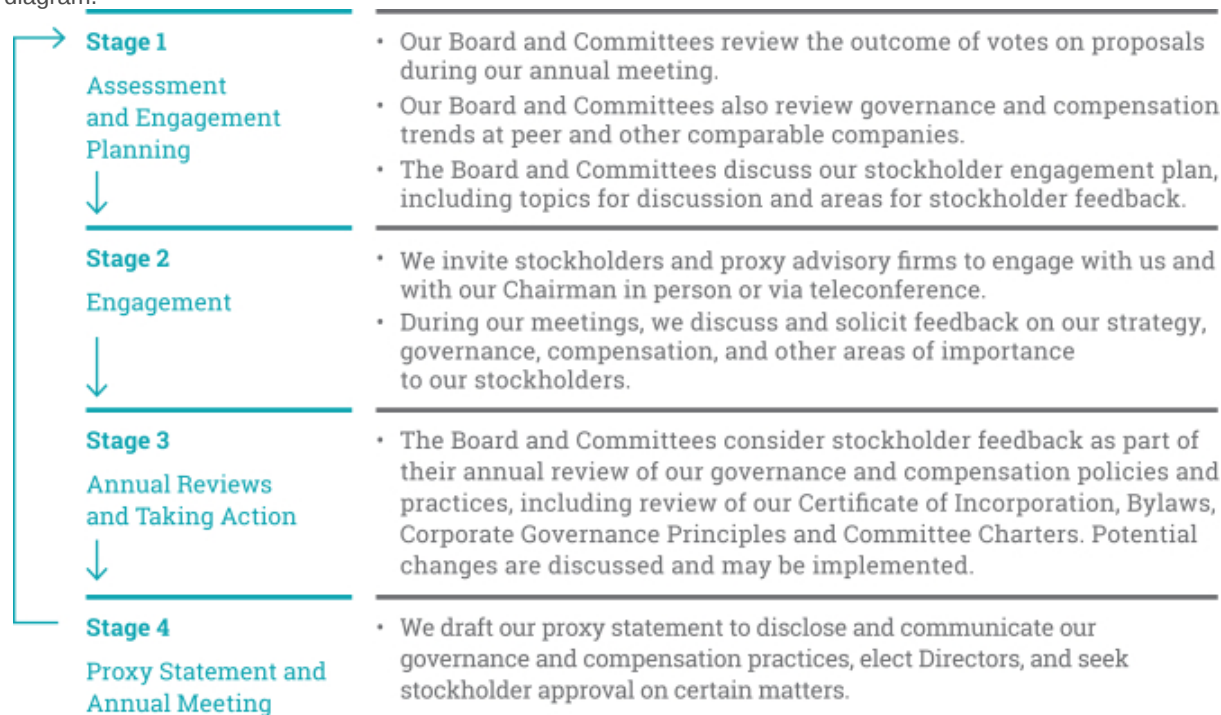 diagram.
Stage 1
Assessment
and Engagement
Planning
• Our Board and Committees review the outcome of votes on proposals
during our annual meeting.
• Our Board and Committees also review governance and compensation
trends at peer and other comparable companies.
• The Board and Committees discuss our stockholder engagement plan,
including topics for discussion and areas for stockholder feedback.
Stage 2
Engagement
• We invite stockholders and proxy advisory firms to engage with us and
with our Chairman in person or via teleconference.
• During our meetings, we discuss and solicit feedback on our strategy,
governance, compensation, and other areas of importance
to our stockholders.
Stage 3
Annual Reviews
and Taking Action
• The Board and Committees consider stockholder feedback as part of
their annual review of our governance and compensation policies and
practices, including review of our Certificate of Incorporation, Bylaws,
Corporate Governance Principles and Committee Charters. Potential
changes are discussed and may be implemented.
Stage 4
Proxy Statement and
Annual Meeting
• We draft our proxy statement to disclose and communicate our
governance and compensation practices, elect Directors, and seek
stockholder approval on certain matters.